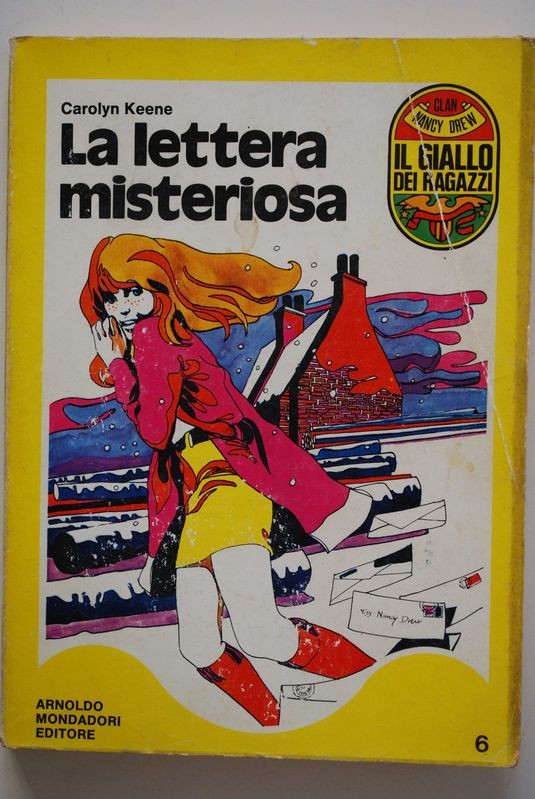 Carolyn Keene
La lettera
misteriosa
CLAN
NANCY DREW
IL GIALLO
DEI RAGAZZI
Nancy Drew
ARNOLDO
MONDADORI
EDITORE
6